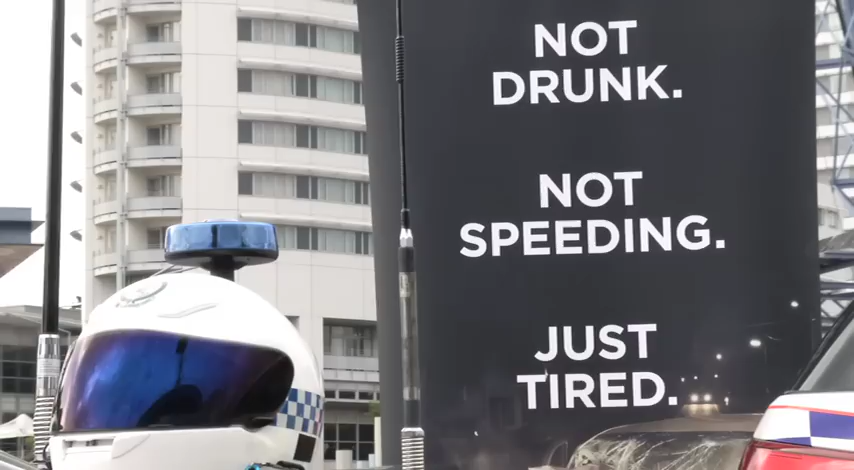 NOT
DRUNK.
NOT
SPEEDING.
JUST
TIRED.